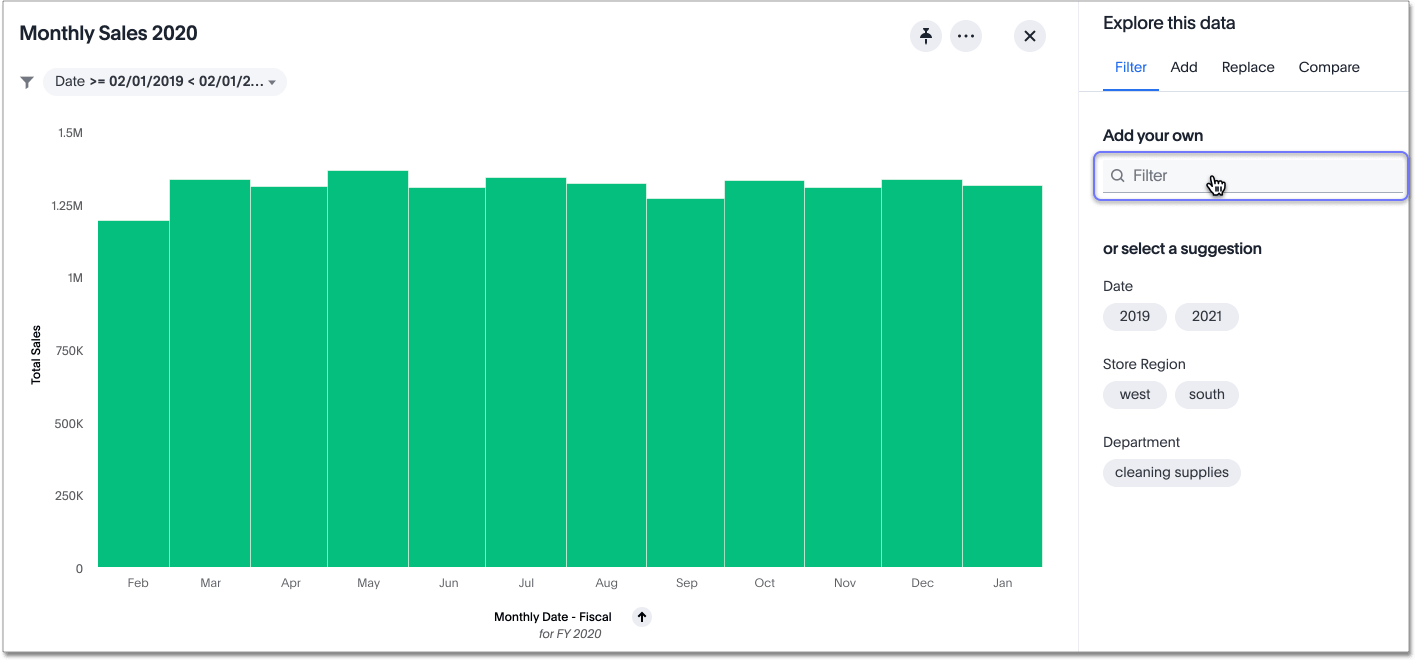 Monthly Sales 2020
Date >= 02/01/2019 < 02/01/2...
1.5M
1.25M
1M
750K
500K
250K
0
Total Sales
Feb Mar Apr May Jun Jul Aug Sep Oct Nov Dec Jan
Monthly Date - Fiscal
for FY 2020
Explore this data
Filter Add Replace Compare
Add your own
Filter
or select a suggestion
Date
2019 2021
Store Region
west south
Department
cleaning supplies